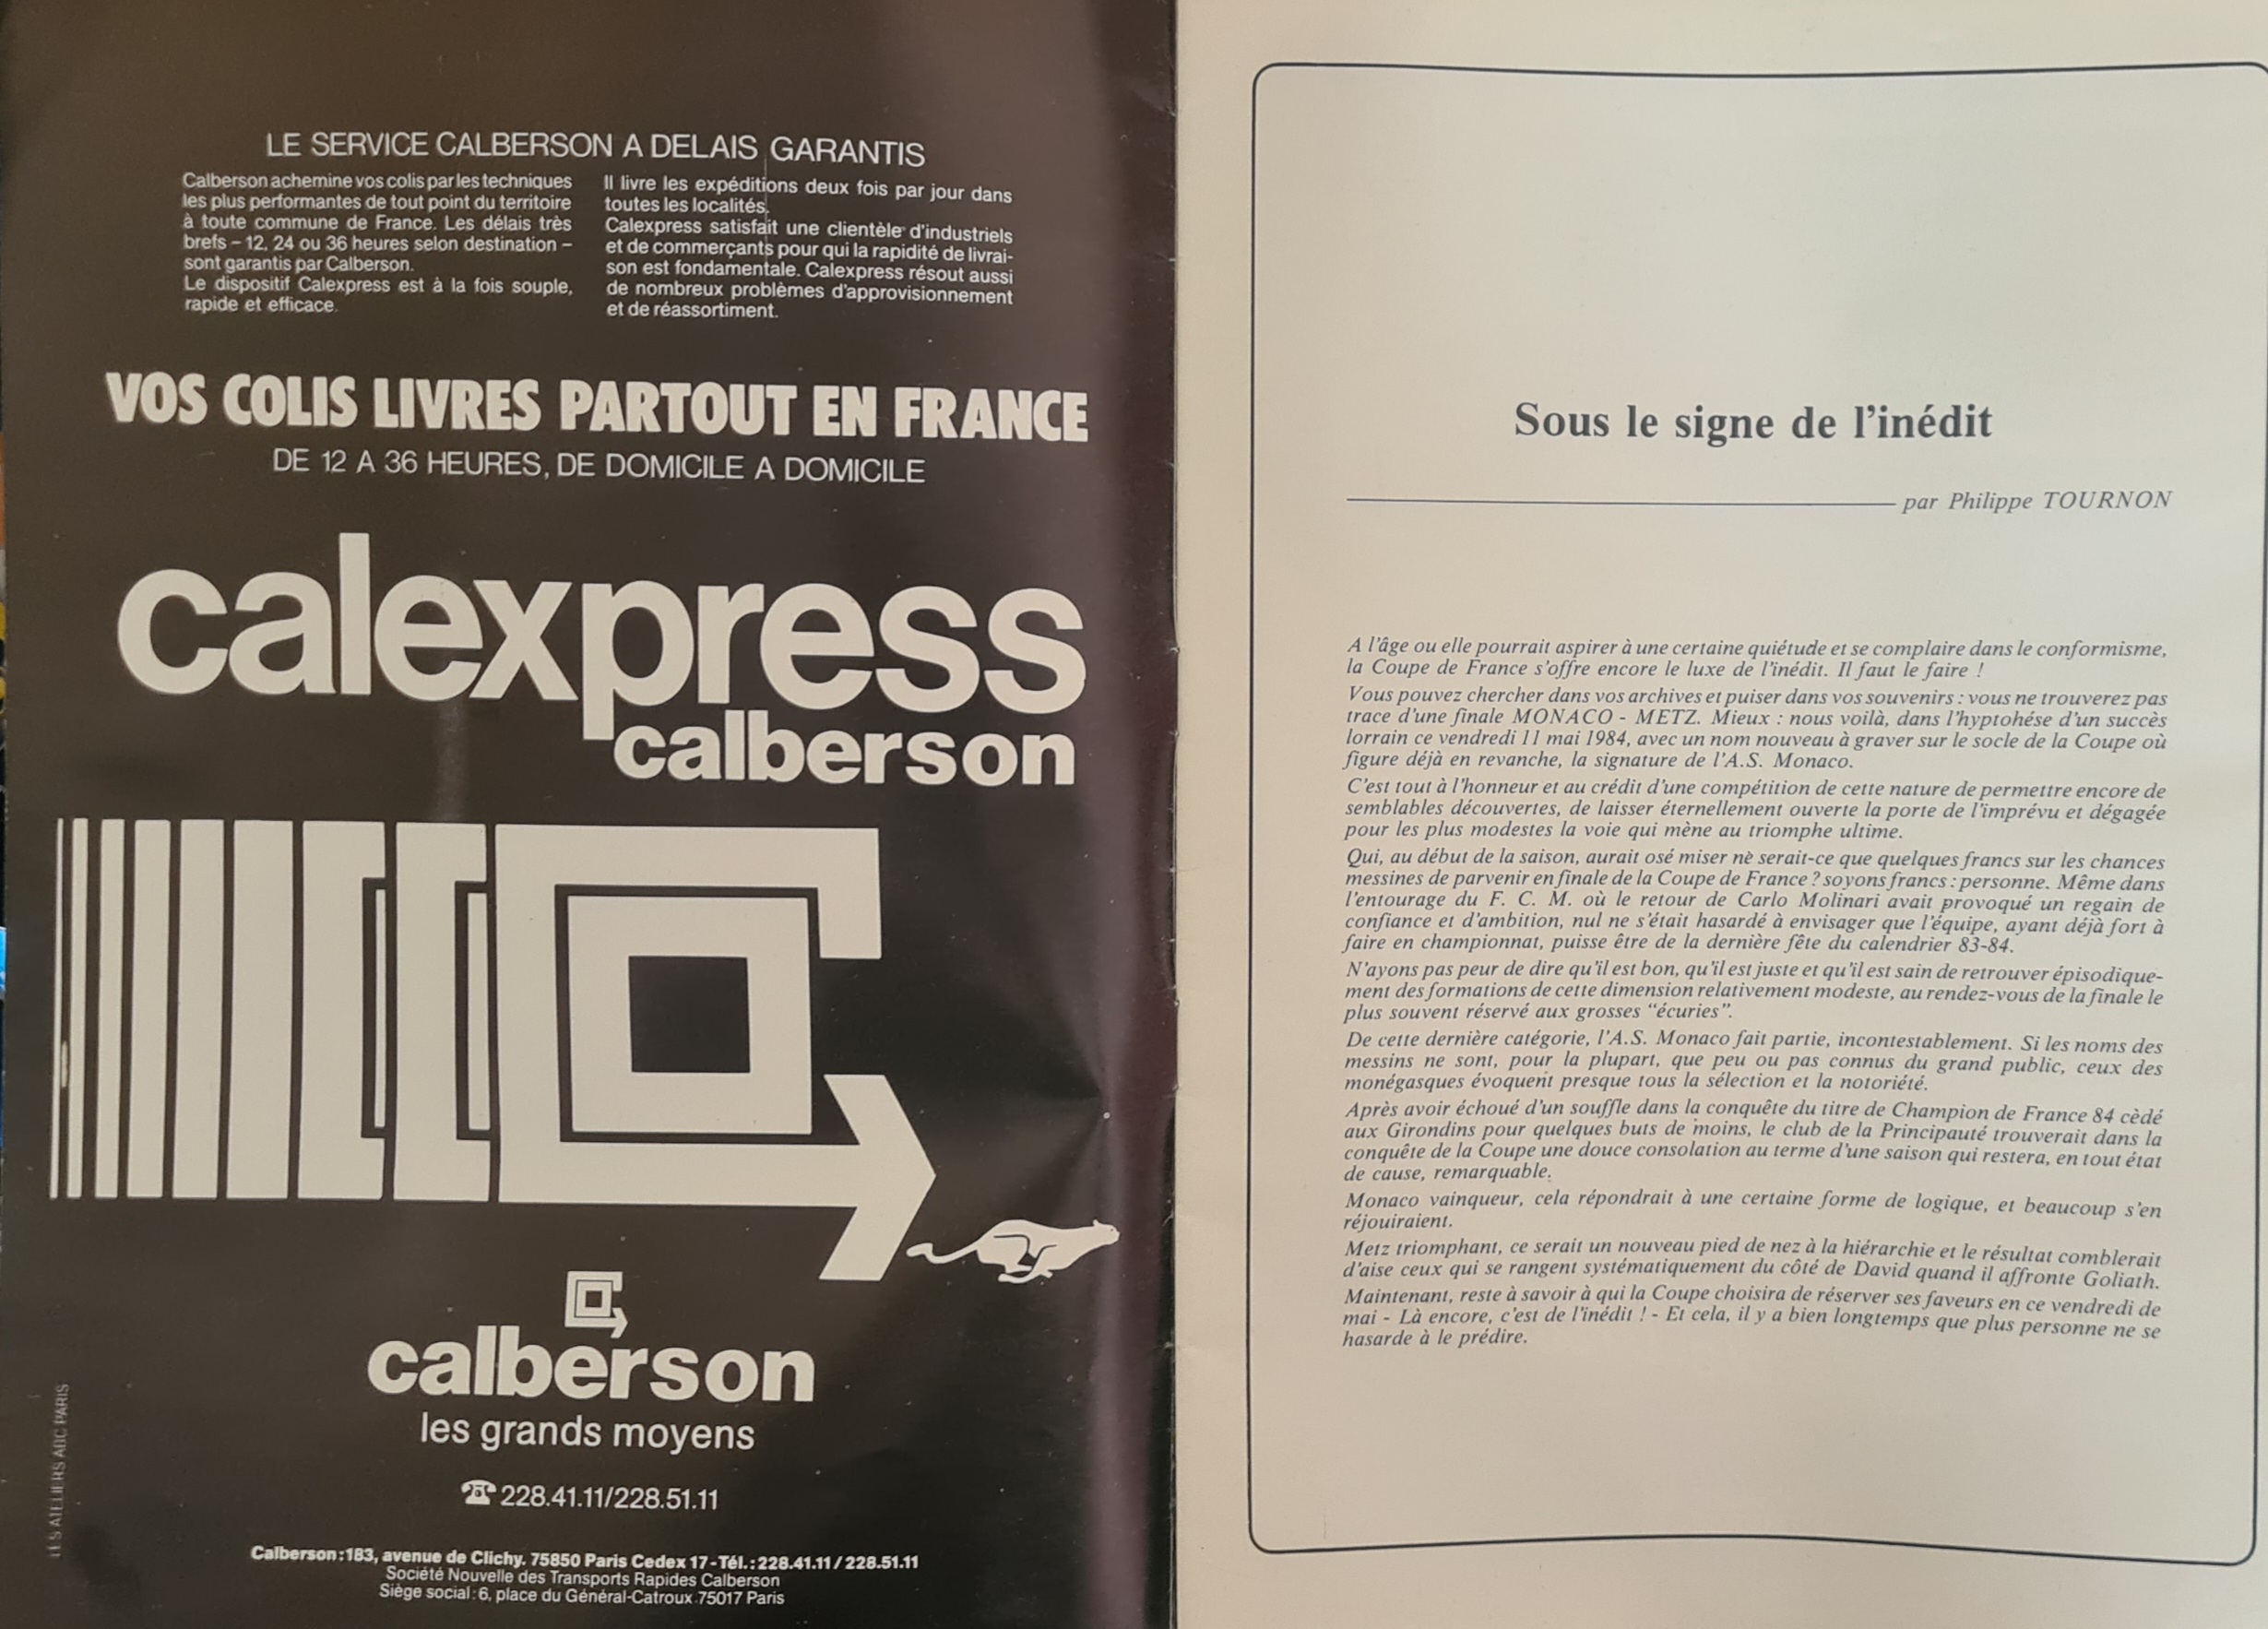 LE SERVICE CALBERSON A DELAIS GARANTIS
Calberson achemine vos colis par les techniques
les plus performantes de tout point du territoire
à toute commune de France. Les délais très
brefs – 12, 24 ou 36 heures selon destination –
sont garantis par Calberson.
Le dispositif Calexpress est à la fois souple,
rapide et efficace.
Il livre les expéditions deux fois par jour dans
toutes les localités.
Calexpress satisfait une clientèle d'industriels
et de commerçants pour qui la rapidité de livrai-
son est fondamentale. Calexpress résout aussi
de nombreux problèmes d'approvisionnement
et de réassortiment.
VOS COLIS LIVRES PARTOUT EN FRANCE
DE 12 A 36 HEURES, DE DOMICILE A DOMICILE
calexpress
calberson
calberson
les grands moyens
☎ 228.41.11/228.51.11
Calberson : 183, avenue de Clichy. 75850 Paris Cedex 17 - Tél. : 228.41.11 / 228.51.11
Société Nouvelle des Transports Rapides Calberson
Siège social : 6, place du Général-Catroux 75017 Paris
LES ATELIERS ABC PARIS
Sous le signe de l'inédit
par Philippe TOURNON
A l'âge ou elle pourrait aspirer à une certaine quiétude et se complaire dans le conformisme,
la Coupe de France s'offre encore le luxe de l'inédit. Il faut le faire !
Vous pouvez chercher dans vos archives et puiser dans vos souvenirs : vous ne trouverez pas
trace d'une finale MONACO - METZ. Mieux : nous voilà, dans l'hyptohése d'un succès
lorrain ce vendredi 11 mai 1984, avec un nom nouveau à graver sur le socle de la Coupe où
figure déjà en revanche, la signature de l'A.S. Monaco.
C'est tout à l'honneur et au crédit d'une compétition de cette nature de permettre encore de
semblables découvertes, de laisser éternellement ouverte la porte de l'imprévu et dégagée
pour les plus modestes la voie qui mène au triomphe ultime.
Qui, au début de la saison, aurait osé miser nè serait-ce que quelques francs sur les chances
messines de parvenir en finale de la Coupe de France ? soyons francs : personne. Même dans
l'entourage du F. C. M. où le retour de Carlo Molinari avait provoqué un regain de
confiance et d'ambition, nul ne s'était hasardé à envisager que l'équipe, ayant déjà fort à
faire en championnat, puisse être de la dernière fête du calendrier 83-84.
N'ayons pas peur de dire qu'il est bon, qu'il est juste et qu'il est sain de retrouver épisodique-
ment des formations de cette dimension relativement modeste, au rendez-vous de la finale le
plus souvent réservé aux grosses "écuries".
De cette dernière catégorie, l'A.S. Monaco fait partie, incontestablement. Si les noms des
messins ne sont, pour la plupart, que peu ou pas connus du grand public, ceux des
monégasques évoquent presque tous la sélection et la notoriété.
Après avoir échoué d'un souffle dans la conquête du titre de Champion de France 84 cèdé
aux Girondins pour quelques buts de moins, le club de la Principauté trouverait dans la
conquête de la Coupe une douce consolation au terme d'une saison qui restera, en tout état
de cause, remarquable.
Monaco vainqueur, cela répondrait à une certaine forme de logique, et beaucoup s'en
réjouiraient.
Metz triomphant, ce serait un nouveau pied de nez à la hiérarchie et le résultat comblerait
d'aise ceux qui se rangent systématiquement du côté de David quand il affronte Goliath.
Maintenant, reste à savoir à qui la Coupe choisira de réserver ses faveurs en ce vendredi de
mai - Là encore, c'est de l'inédit ! - Et cela, il y a bien longtemps que plus personne ne se
hasarde à le prédire.